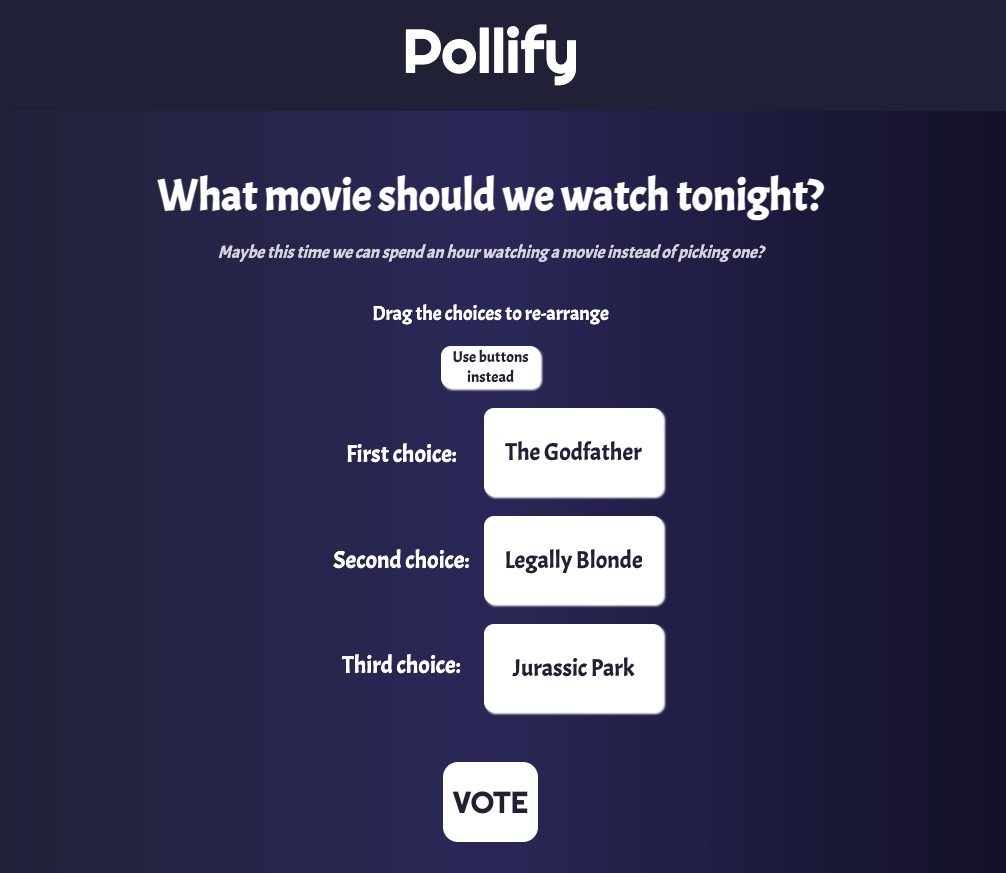 Pollify
What movie should we watch tonight?
Maybe this time we can spend an hour watching a movie instead of picking one?
Drag the choices to re-arrange
Use buttons
instead
First choice: The Godfather
Second choice: Legally Blonde
Third choice: Jurassic Park
VOTE